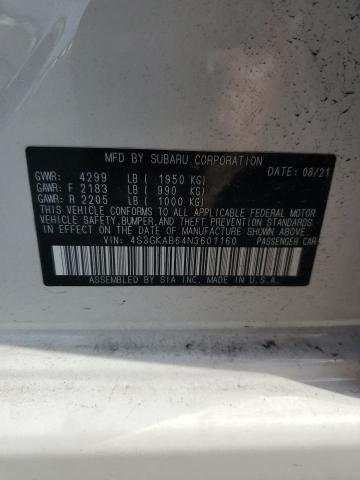 MFD BY SUBARU CORPORATION
GVWR: 4299 LB ( 1950 KG) DATE: 08/21
GAWR: F 2183 LB ( 990 KG)
GAWR: R 2205 LB ( 1000 KG)
THIS VEHICLE CONFORMS TO ALL APPLICABLE FEDERAL MOTOR
VEHICLE SAFETY, BUMPER, AND THEFT PREVENTION STANDARDS
IN EFFECT ON THE DATE OF MANUFACTURE SHOWN ABOVE.
VIN: 4S3GKAB64N3601160 PASSENGER CAR
ASSEMBLED BY SIA INC. MADE IN U.S.A.